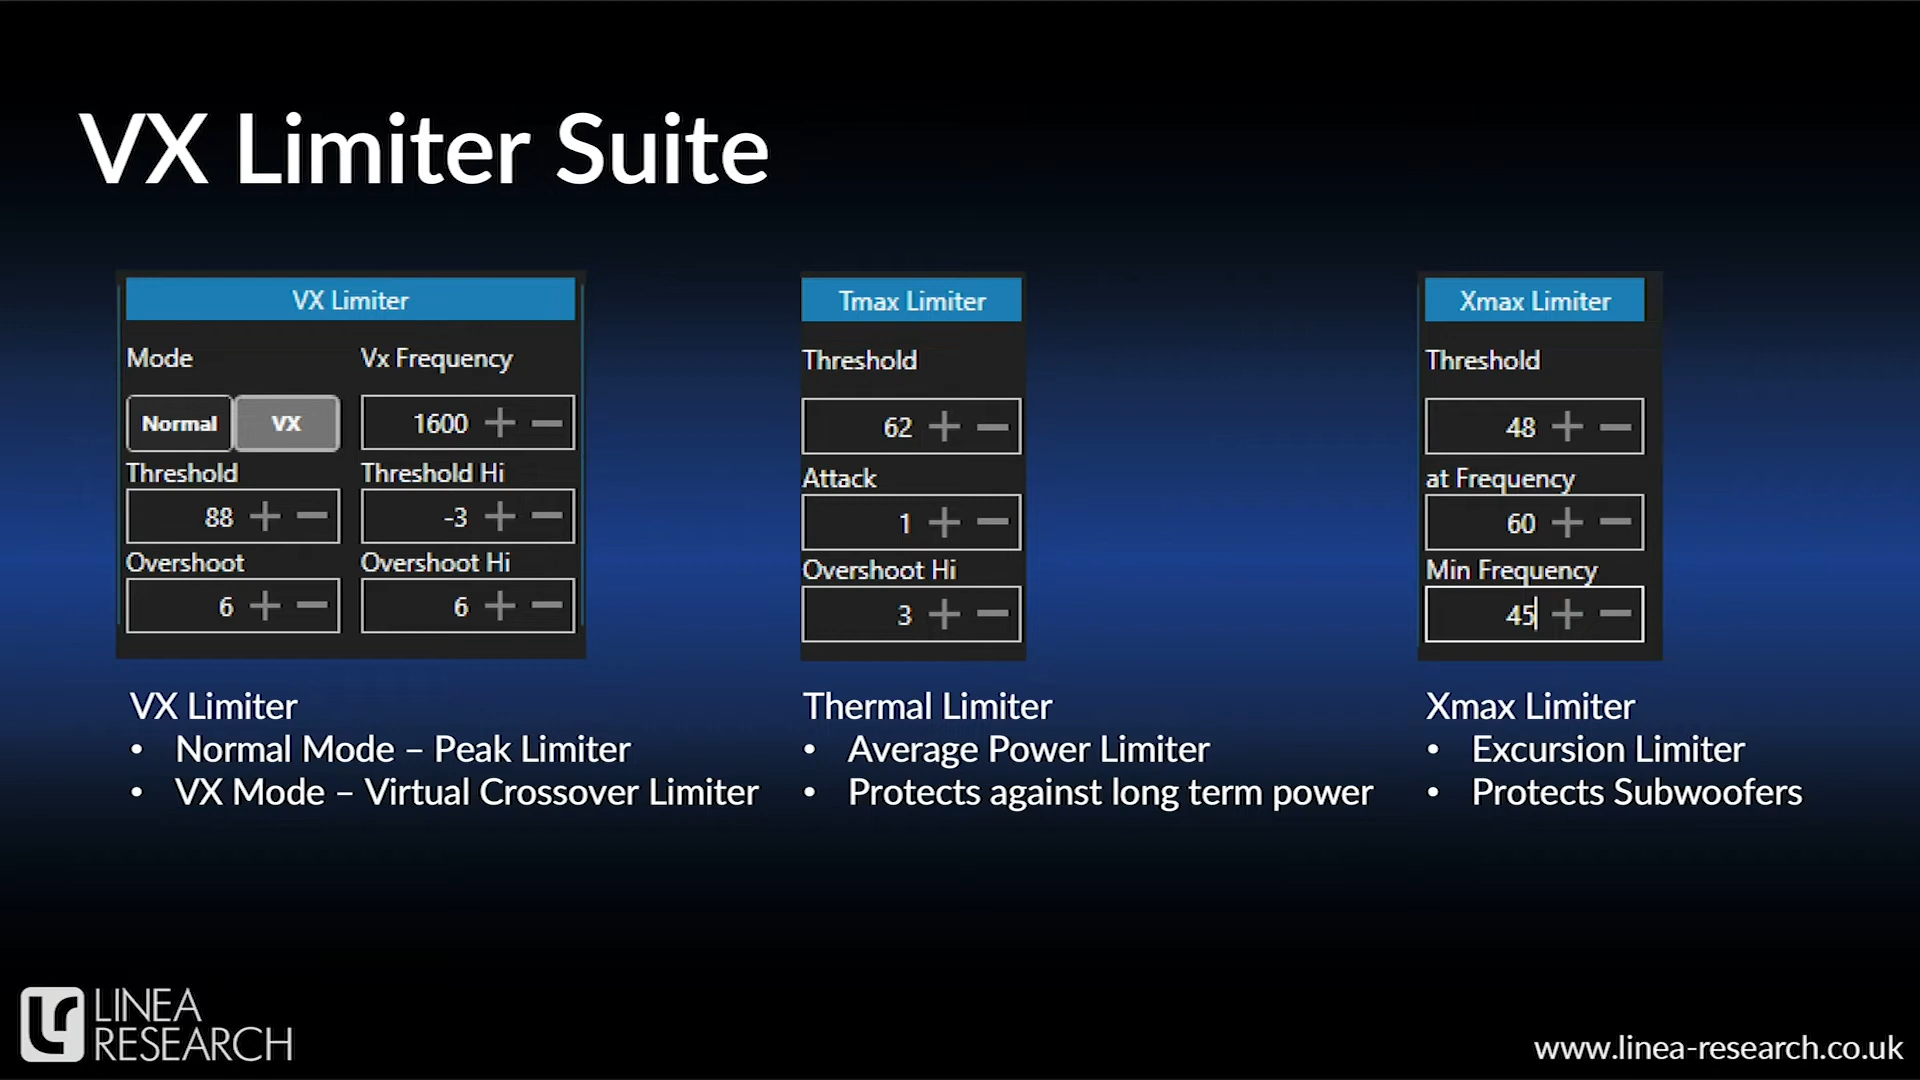 VX Limiter Suite
VX Limiter
Mode
Vx Frequency
Normal
VX
1600
Threshold
Threshold Hi
88
-3
Overshoot
Overshoot Hi
6
6
VX Limiter
• Normal Mode – Peak Limiter
• VX Mode – Virtual Crossover Limiter
Tmax Limiter
Threshold
62
Attack
1
Overshoot Hi
3
Thermal Limiter
• Average Power Limiter
• Protects against long term power
Xmax Limiter
Threshold
48
at Frequency
60
Min Frequency
45
Xmax Limiter
• Excursion Limiter
• Protects Subwoofers
LINEA
RESEARCH
www.linea-research.co.uk